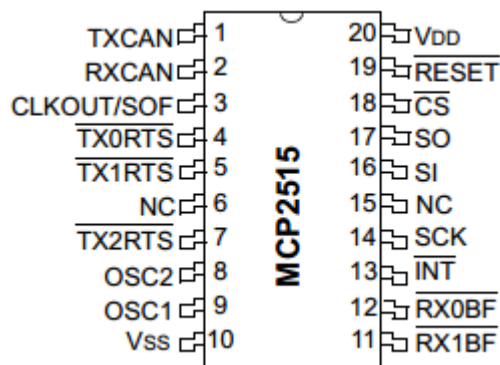 TXCAN 1 20 VDD
RXCAN 2 19 RESET
CLKOUT/SOF 3 18 CS
TX0RTS 4 17 SO
TX1RTS 5 16 SI
NC 6 15 NC
TX2RTS 7 14 SCK
OSC2 8 13 INT
OSC1 9 12 RX0BF
Vss 10 11 RX1BF
MCP2515